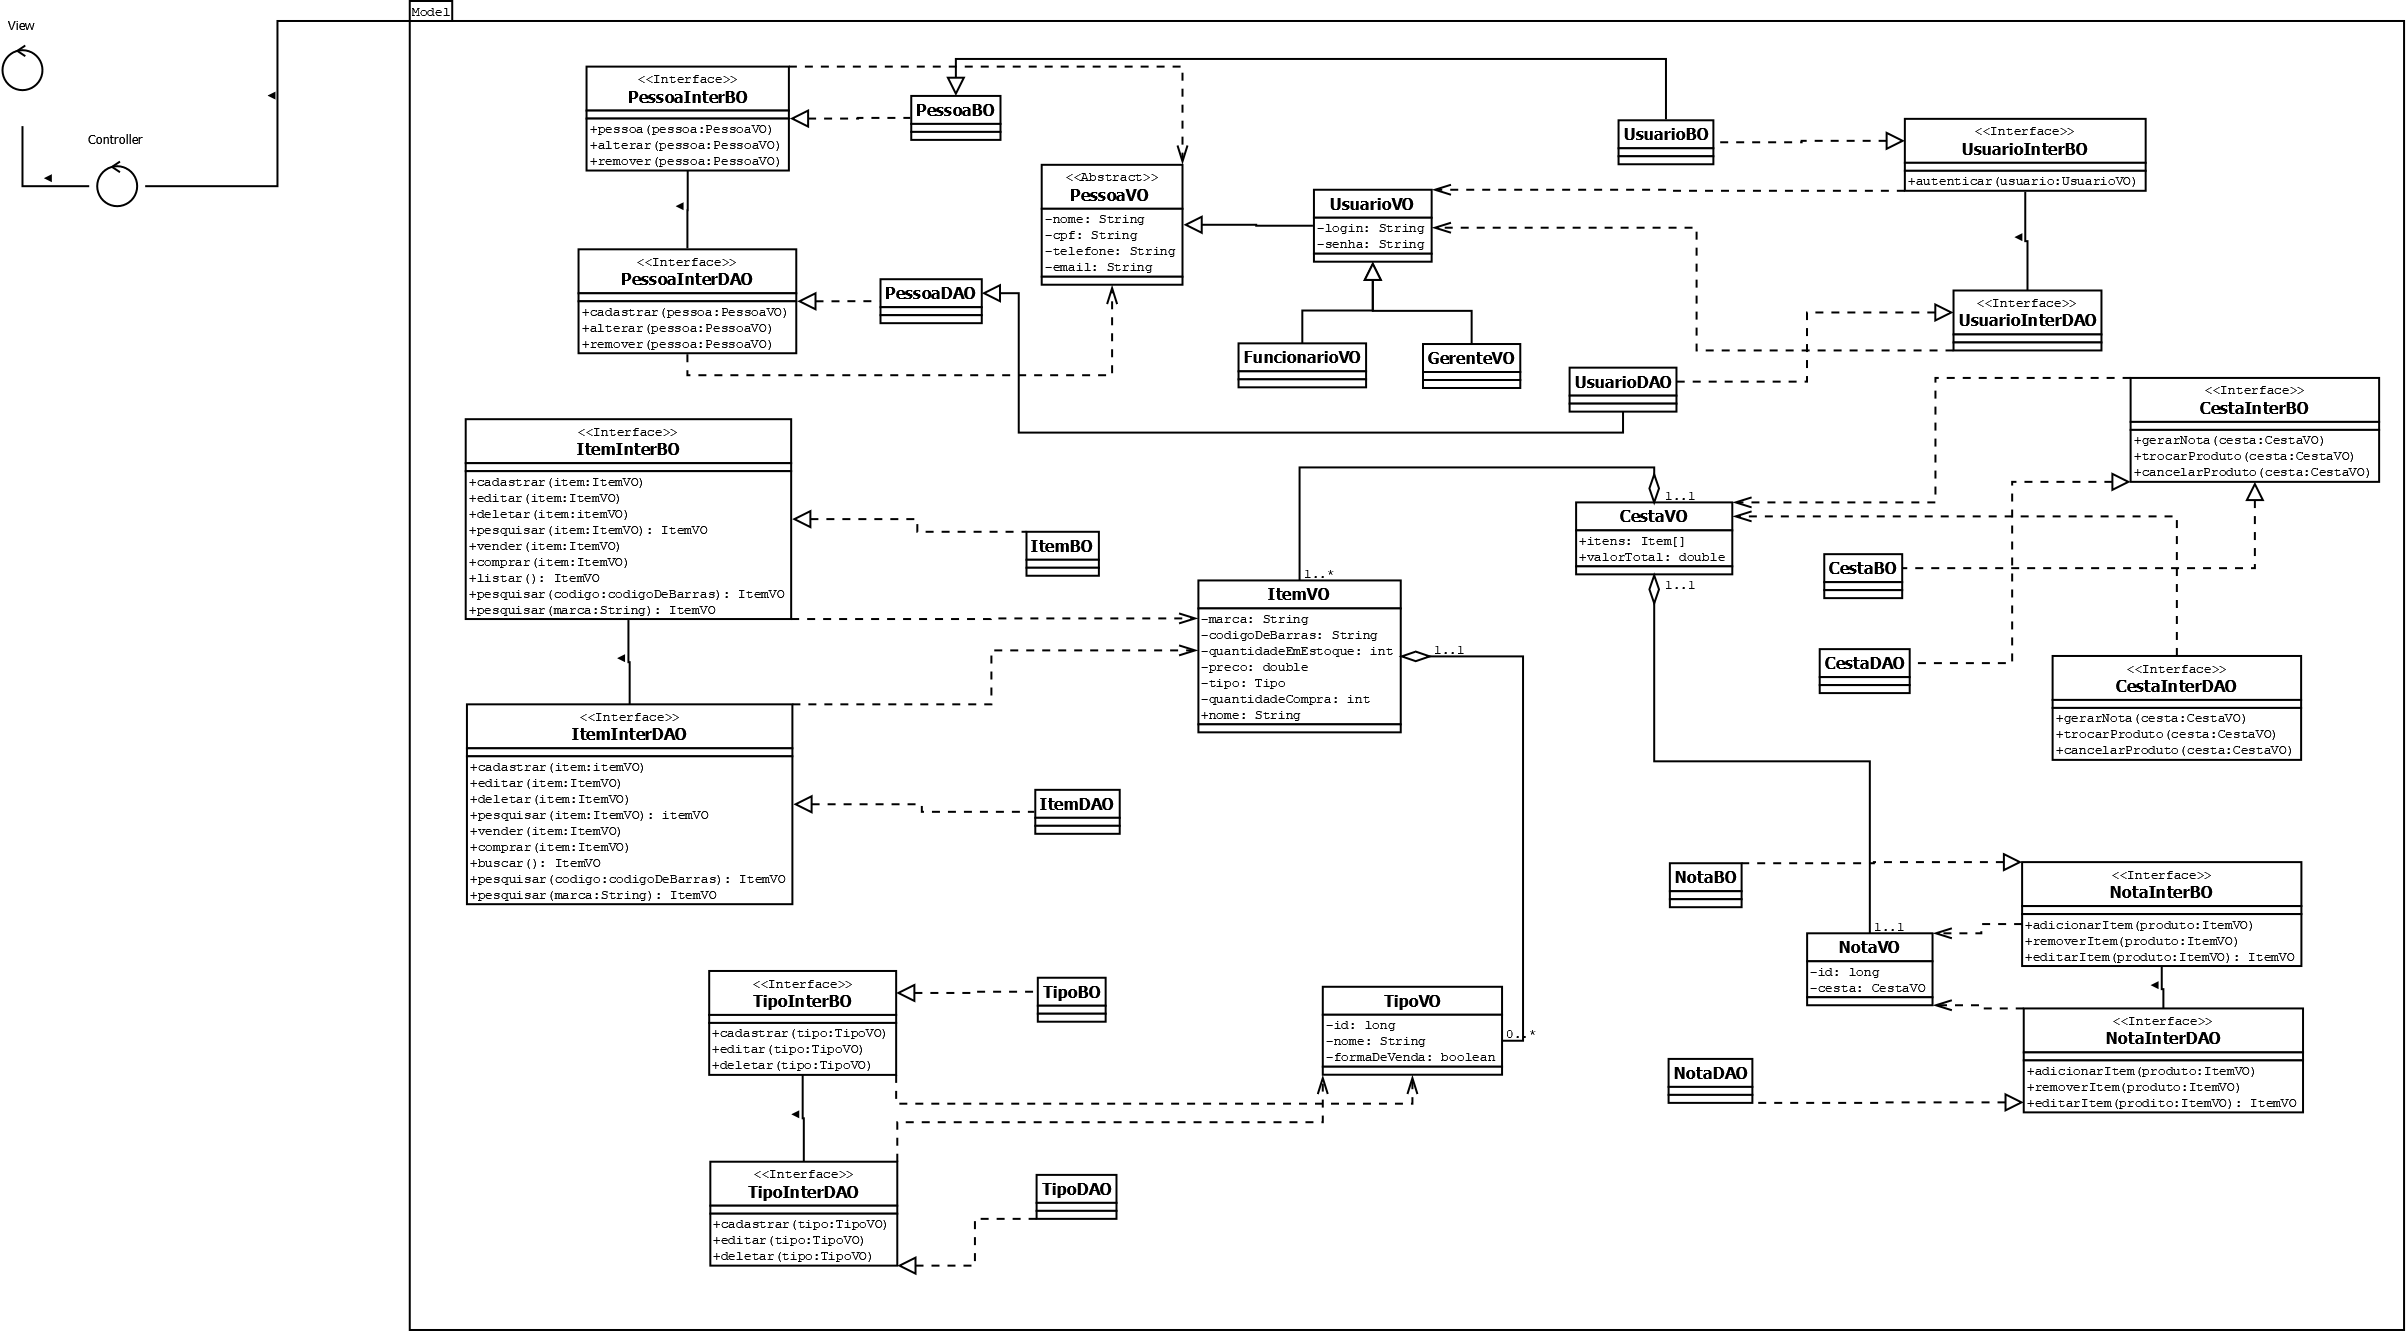 Model
View
Controller
<<Interface>>
PessoaInterBO
+pessoa(pessoa:PessoaVO)
+alterar(pessoa:PessoaVO)
+remover(pessoa:PessoaVO)
PessoaBO
UsuarioBO
<<Interface>>
UsuarioInterBO
+autenticar(usuario:UsuarioVO)
<<Abstract>>
PessoaVO
-nome: String
-cpf: String
-telefone: String
-email: String
UsuarioVO
-login: String
-senha: String
<<Interface>>
PessoaInterDAO
+cadastrar(pessoa:PessoaVO)
+alterar(pessoa:PessoaVO)
+remover(pessoa:PessoaVO)
PessoaDAO
<<Interface>>
UsuarioInterDAO
FuncionarioVO
GerenteVO
UsuarioDAO
<<Interface>>
CestaInterBO
+gerarNota(cesta:CestaVO)
+trocarProduto(cesta:CestaVO)
+cancelarProduto(cesta:CestaVO)
<<Interface>>
ItemInterBO
+cadastrar(item:ItemVO)
+editar(item:ItemVO)
+deletar(item:itemVO)
+pesquisar(item:ItemVO): ItemVO
+vender(item:ItemVO)
+comprar(item:ItemVO)
+listar(): ItemVO
+pesquisar(codigo:codigoDeBarras): ItemVO
+pesquisar(marca:String): ItemVO
ItemBO
1..1
CestaVO
+itens: Item[]
+valorTotal: double
1..1
CestaBO
1..*
ItemVO
-marca: String
-codigoDeBarras: String
-quantidadeEmEstoque: int
-preco: double
-tipo: Tipo
-quantidadeCompra: int
+nome: String
1..1
CestaDAO
<<Interface>>
CestaInterDAO
+gerarNota(cesta:CestaVO)
+trocarProduto(cesta:CestaVO)
+cancelarProduto(cesta:CestaVO)
<<Interface>>
ItemInterDAO
+cadastrar(item:itemVO)
+editar(item:ItemVO)
+deletar(item:ItemVO)
+pesquisar(item:ItemVO): itemVO
+vender(item:ItemVO)
+comprar(item:ItemVO)
+buscar(): ItemVO
+pesquisar(codigo:codigoDeBarras): ItemVO
+pesquisar(marca:String): ItemVO
ItemDAO
NotaBO
<<Interface>>
NotaInterBO
+adicionarItem(produto:ItemVO)
+removerItem(produto:ItemVO)
+editarItem(produto:ItemVO): ItemVO
1..1
NotaVO
-id: long
-cesta: CestaVO
<<Interface>>
TipoInterBO
+cadastrar(tipo:TipoVO)
+editar(tipo:TipoVO)
+deletar(tipo:TipoVO)
TipoBO
TipoVO
-id: long
-nome: String
-formaDeVenda: boolean
0..*
<<Interface>>
NotaInterDAO
+adicionarItem(produto:ItemVO)
+removerItem(produto:ItemVO)
+editarItem(prodito:ItemVO): ItemVO
NotaDAO
<<Interface>>
TipoInterDAO
+cadastrar(tipo:TipoVO)
+editar(tipo:TipoVO)
+deletar(tipo:TipoVO)
TipoDAO